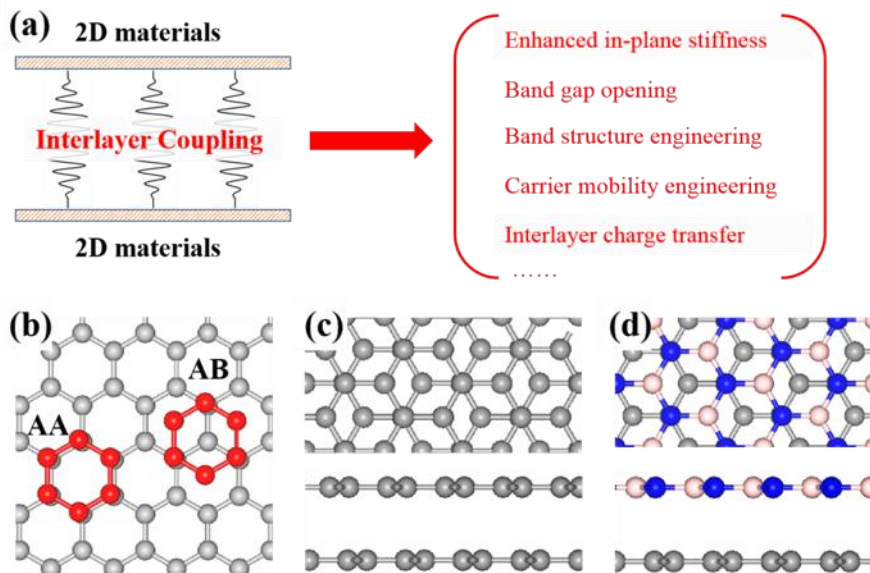 (a)
2D materials
Interlayer Coupling
2D materials
Enhanced in-plane stiffness
Band gap opening
Band structure engineering
Carrier mobility engineering
Interlayer charge transfer
……
(b)
AA
AB
(c)
(d)